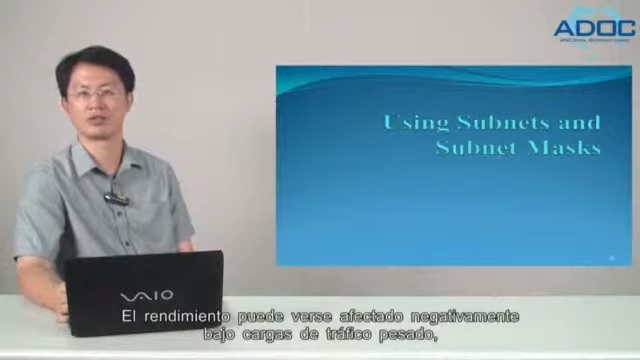 ADOC
Using Subnets and
Subnet Masks
VAIO
El rendimiento puede verse afectado negativamente
bajo cargas de tráfico pesado,